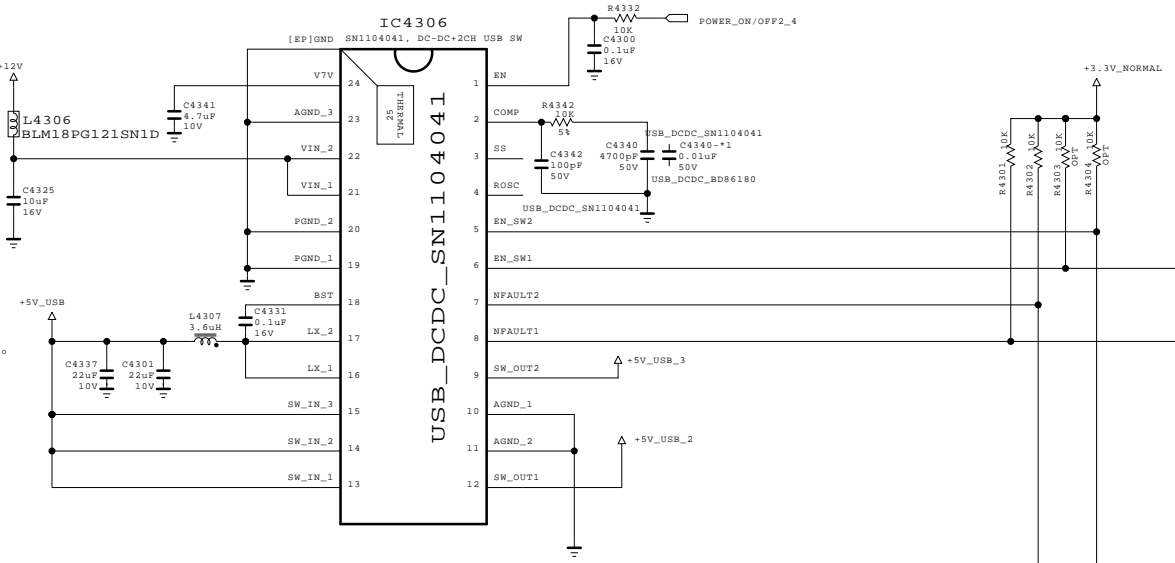 IC4306
SN1104041, DC-DC+2CH USB SW
[EP]GND
R4332
10K
POWER_ON/OFF2_4
C4300
0.1uF
16V
+12V
L4306
BLM18PG121SN1D
C4325
10uF
16V
C4341
4.7uF
10V
V7V
24
AGND_3
23
VIN_2
22
VIN_1
21
PGND_2
20
PGND_1
19
BST
18
LX_2
17
LX_1
16
SW_IN_3
15
SW_IN_2
14
SW_IN_1
13
THERMAL
25
USB_DCDC_SN1104041
1
EN
2
COMP
3
SS
4
ROSC
5
EN_SW2
6
EN_SW1
7
NFAULT2
8
NFAULT1
9
SW_OUT2
10
AGND_1
11
AGND_2
12
SW_OUT1
R4342
10K
5%
C4342
100pF
50V
USB_DCDC_SN1104041
C4340
4700pF
50V
C4340-*1
0.01uF
50V
USB_DCDC_BD86180
USB_DCDC_SN1104041
+3.3V_NORMAL
R4301 10K
R4302 10K
R4303 10K
OPT
R4304 10K
OPT
+5V_USB
C4331
0.1uF
16V
L4307
3.6uH
C4337
22uF
10V
C4301
22uF
10V
+5V_USB_3
+5V_USB_2